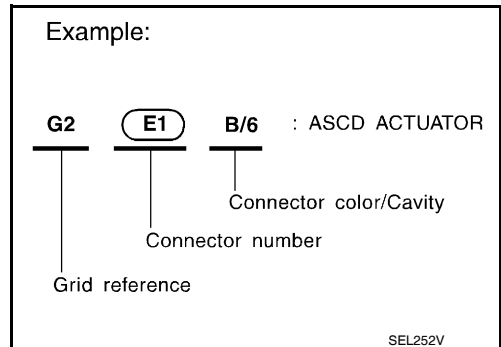 Example:
G2 E1 B/6 : ASCD ACTUATOR
Connector color/Cavity
Connector number
Grid reference
SEL252V